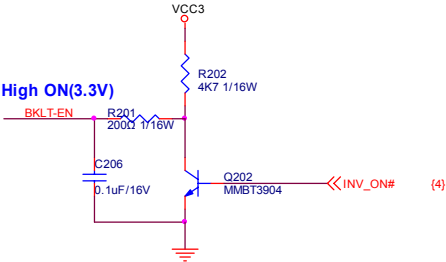 VCC3
R202
4K7 1/16W
High ON(3.3V)
BKLT-EN
R201
200Ω 1/16W
C206
0.1uF/16V
Q202
MMBT3904
INV_ON#
{4}